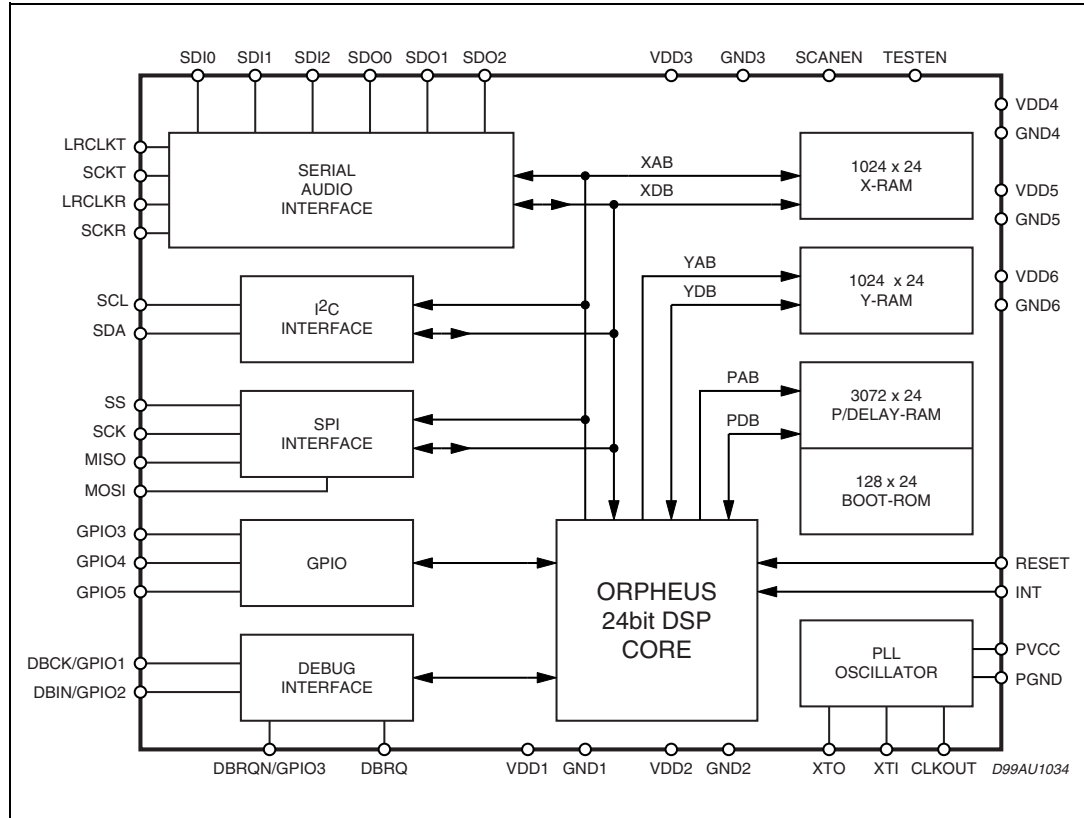 SDI0 SDI1 SDI2 SDO0 SDO1 SDO2 VDD3 GND3 SCANEN TESTEN
VDD4
GND4
VDD5
GND5
VDD6
GND6
LRCLKT
SCKT
LRCLKR
SCKR
SERIAL
AUDIO
INTERFACE
XAB
XDB
1024 x 24
X-RAM
SCL
SDA
I2C
INTERFACE
YAB
YDB
1024 x 24
Y-RAM
SS
SCK
MISO
MOSI
SPI
INTERFACE
PAB
PDB
3072 x 24
P/DELAY-RAM
128 x 24
BOOT-ROM
GPIO3
GPIO4
GPIO5
GPIO
ORPHEUS
24bit DSP
CORE
RESET
INT
DBCK/GPIO1
DBIN/GPIO2
DEBUG
INTERFACE
PLL
OSCILLATOR
PVCC
PGND
DBRQN/GPIO3 DBRQ VDD1 GND1 VDD2 GND2 XTO XTI CLKOUT D99AU1034